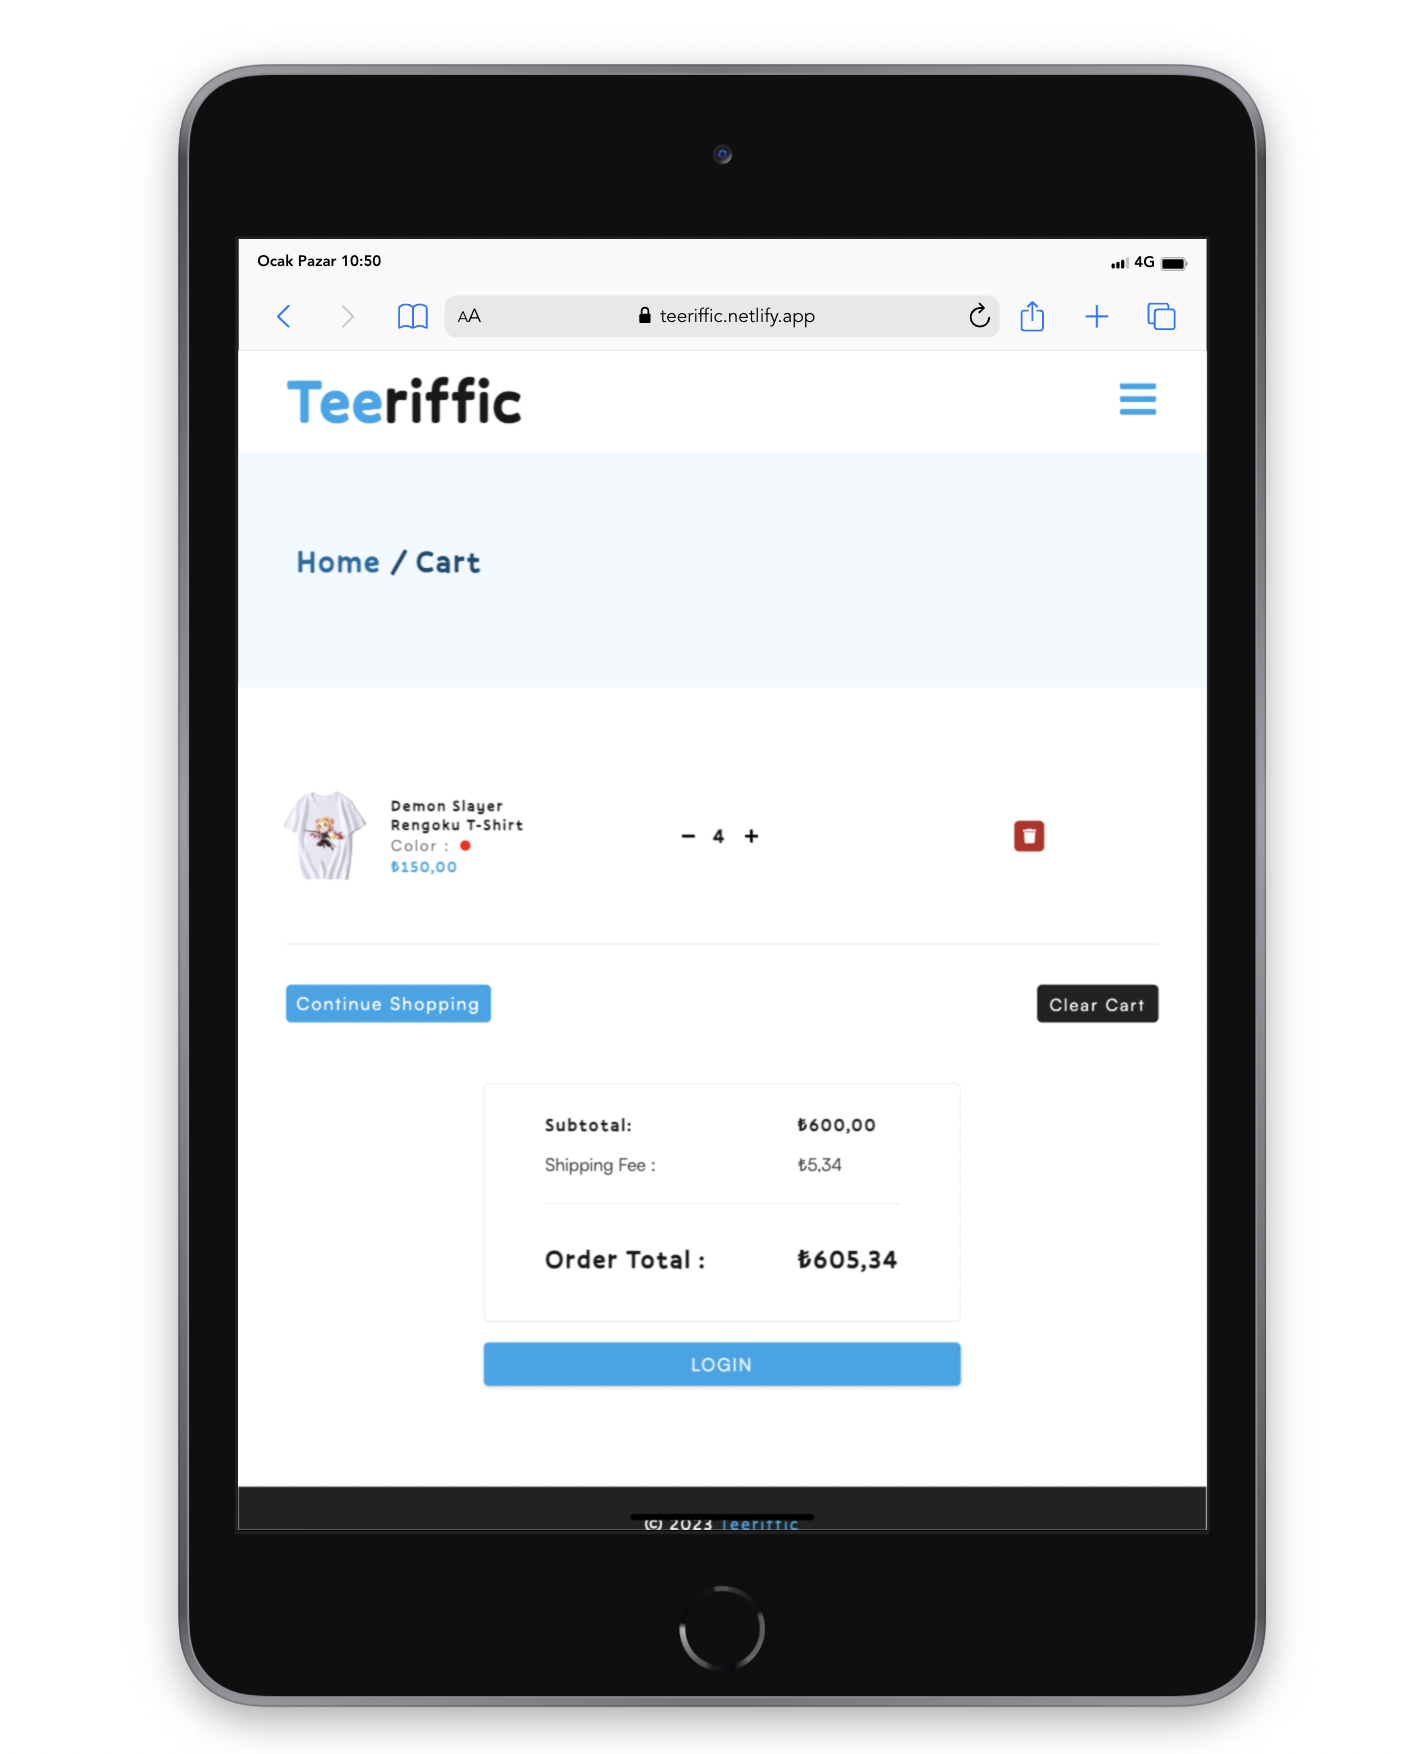 Ocak Pazar 10:50
4G
AA
teeriffic.netlify.app
Teeriffic
Home / Cart
Demon Slayer
Rengoku T-Shirt
Color :
₺150,00
− 4 +
Continue Shopping
Clear Cart
Subtotal: ₺600,00
Shipping Fee : ₺5,34
Order Total : ₺605,34
LOGIN
© 2023 Teeriffic